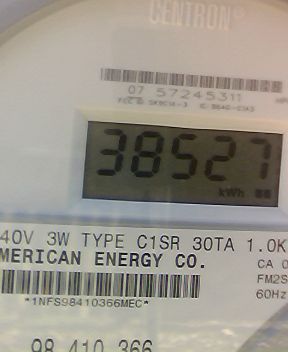 CENTRON®
07 57245311
38527
kWh
40V 3W TYPE C1SR 30TA 1.0K
MERICAN ENERGY CO.
CA 0
FM2S
60Hz
*1NFS98410366MEC*
98 410 366